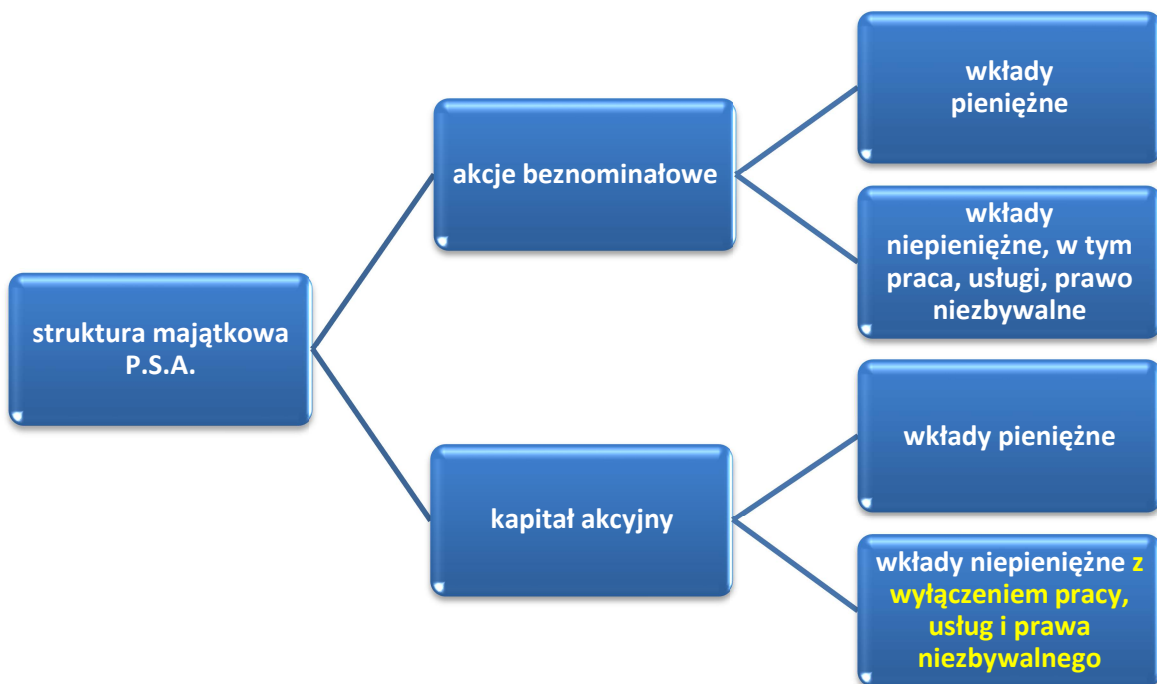 struktura majątkowa
P.S.A.
akcje beznominałowe
wkłady
pieniężne
wkłady
niepieniężne, w tym
praca, usługi, prawo
niezbywalne
kapitał akcyjny
wkłady pieniężne
wkłady niepieniężne z
wyłączeniem pracy,
usług i prawa
niezbywalnego